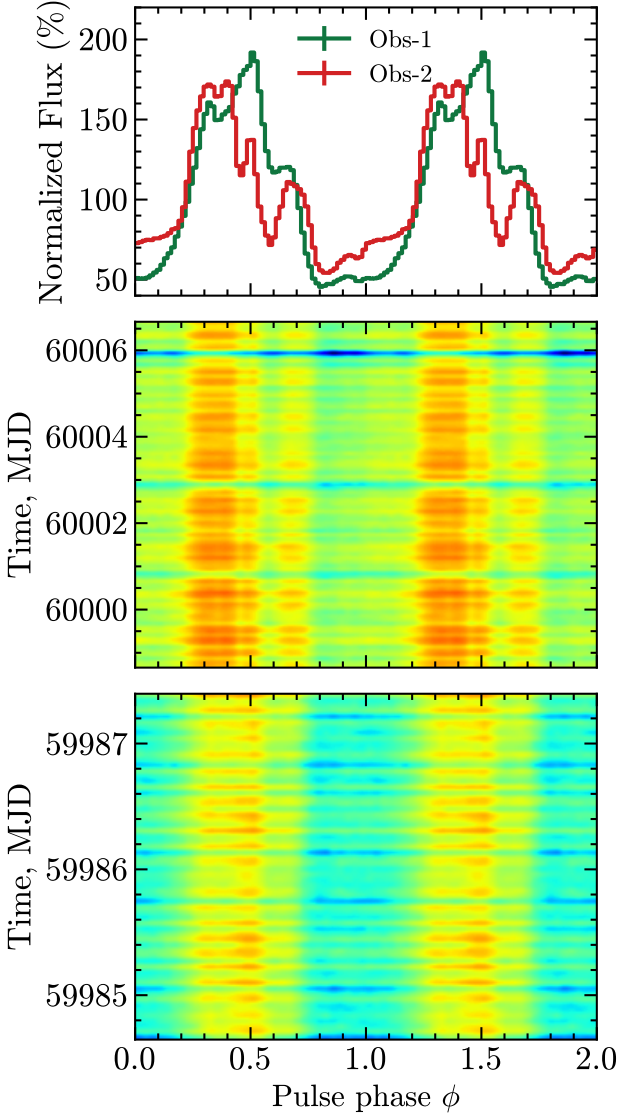 Normalized Flux (%)
200
150
100
50
Obs-1
Obs-2
Time, MJD
60006
60004
60002
60000
Time, MJD
59987
59986
59985
0.0 0.5 1.0 1.5 2.0
Pulse phase ϕ